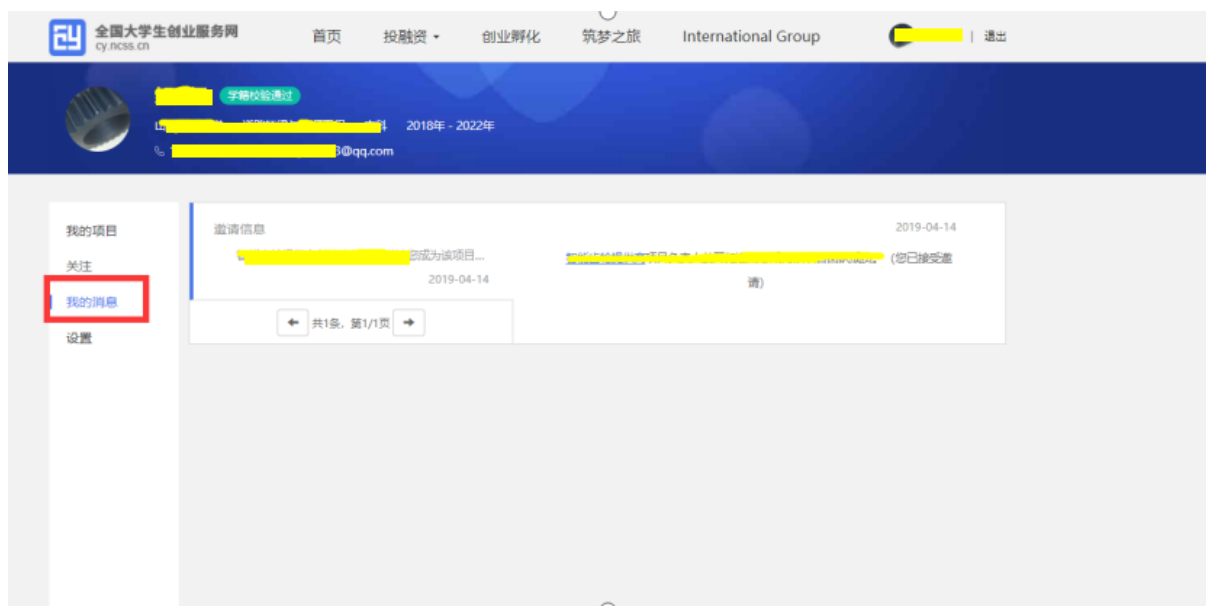 全国大学生创业服务网
cy.ncss.cn
首页 投融资 创业孵化 筑梦之旅 International Group | 退出
学籍校验通过
2018年 - 2022年
@qq.com
我的项目
关注
我的消息
设置
邀请信息
您成为该项目...
2019-04-14
共1条，第1/1页
2019-04-14
(您已接受邀
请)